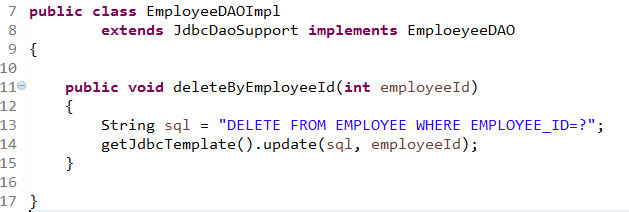 7 public class EmployeeDAOImpl
8 extends JdbcDaoSupport implements EmploeyeeDAO
9 {
10
11 public void deleteByEmployeeId(int employeeId)
12 {
13 String sql = "DELETE FROM EMPLOYEE WHERE EMPLOYEE_ID=?";
14 getJdbcTemplate().update(sql, employeeId);
15 }
16
17 }